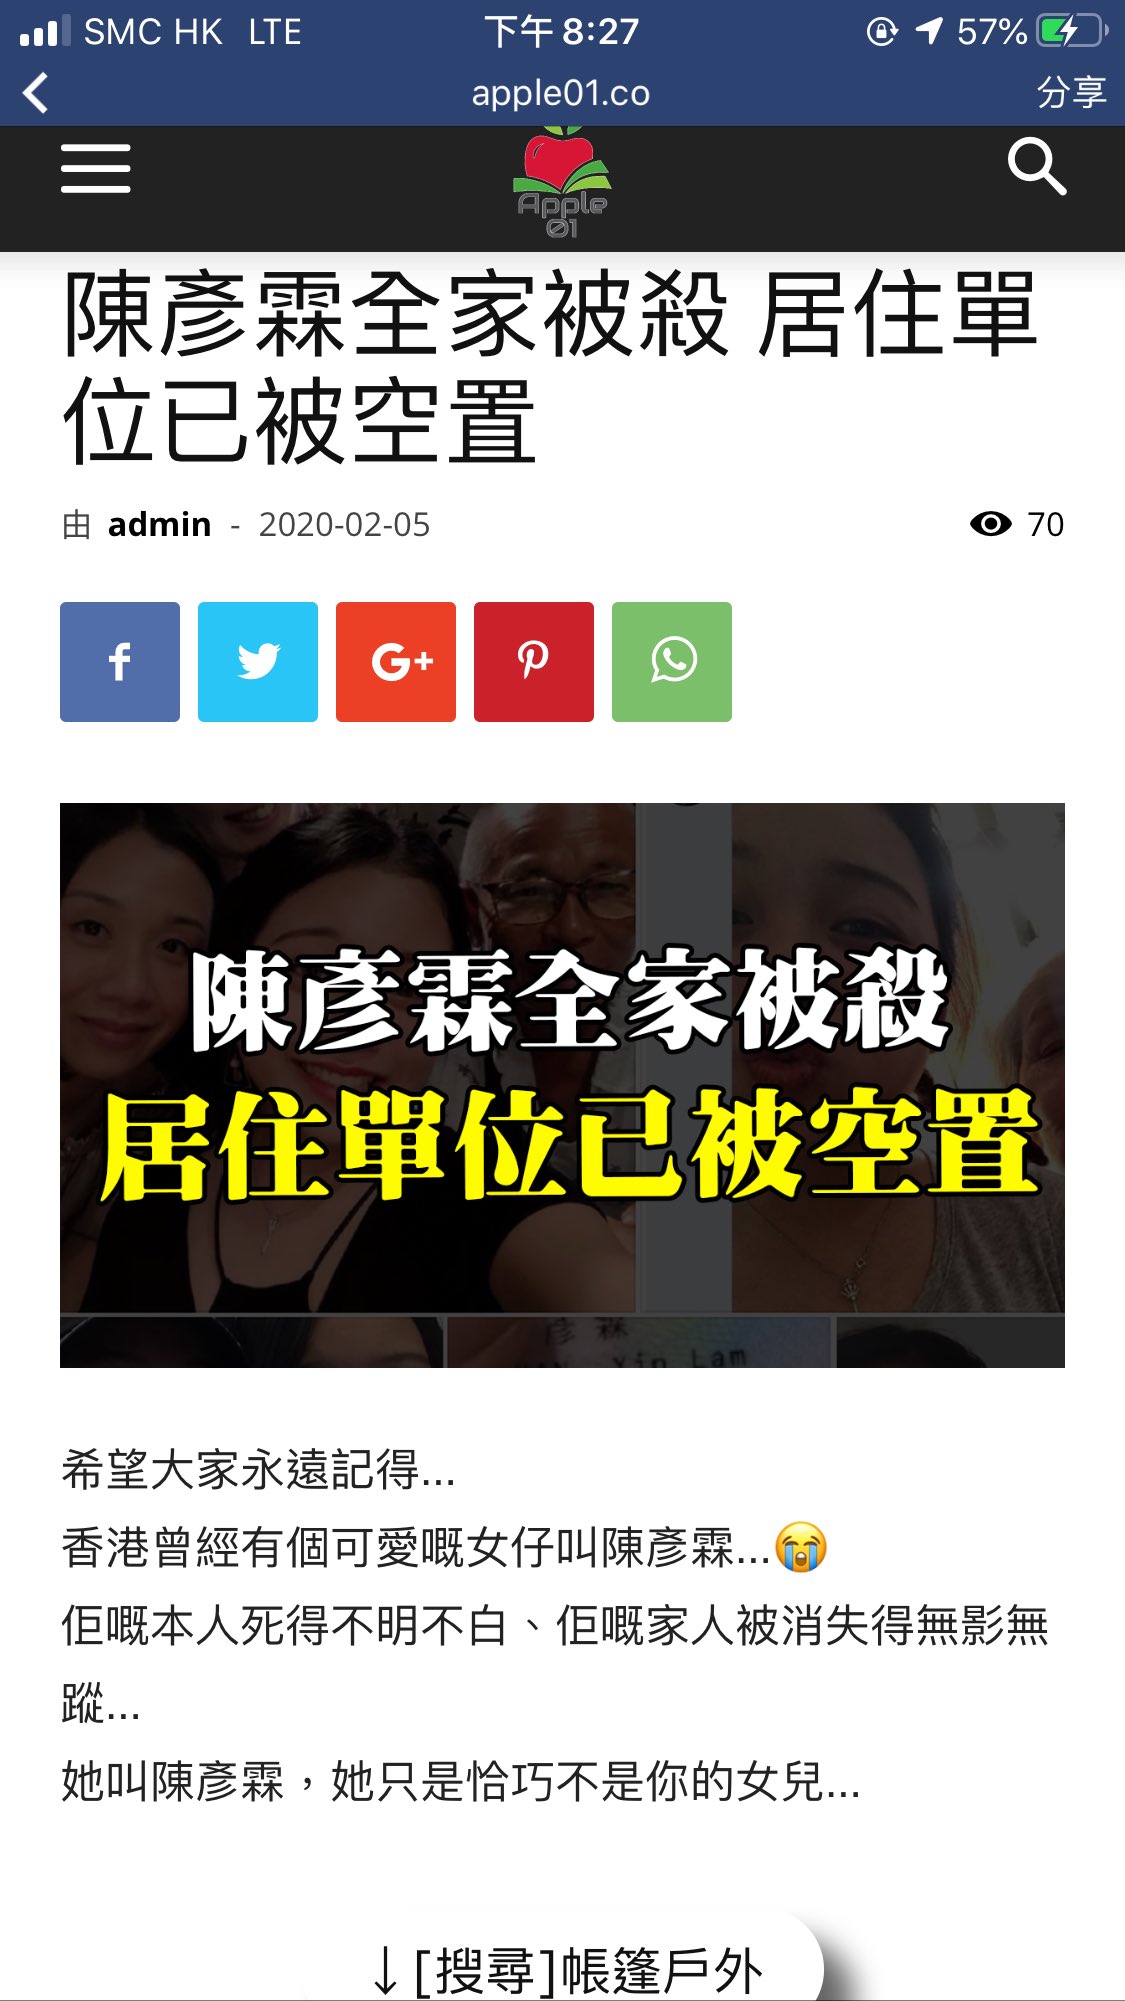 SMC HK LTE 下午 8:27 57%
apple01.co 分享
Apple
01
陳彥霖全家被殺 居住單
位已被空置
由 admin - 2020-02-05 70
f G+
陳彥霖全家被殺
居住單位已被空置
彥霖
Yin Lam
希望大家永遠記得...
香港曾經有個可愛嘅女仔叫陳彥霖...😭
佢嘅本人死得不明不白、佢嘅家人被消失得無影無
蹤...
她叫陳彥霖，她只是恰巧不是你的女兒...
↓[搜尋]帳篷戶外